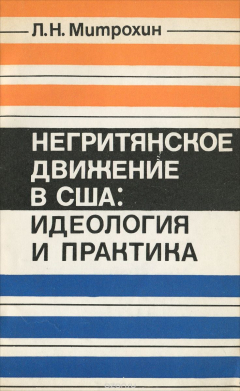 Л.Н. Митрохин
НЕГРИТЯНСКОЕ
ДВИЖЕНИЕ
В США:
ИДЕОЛОГИЯ
И ПРАКТИКА